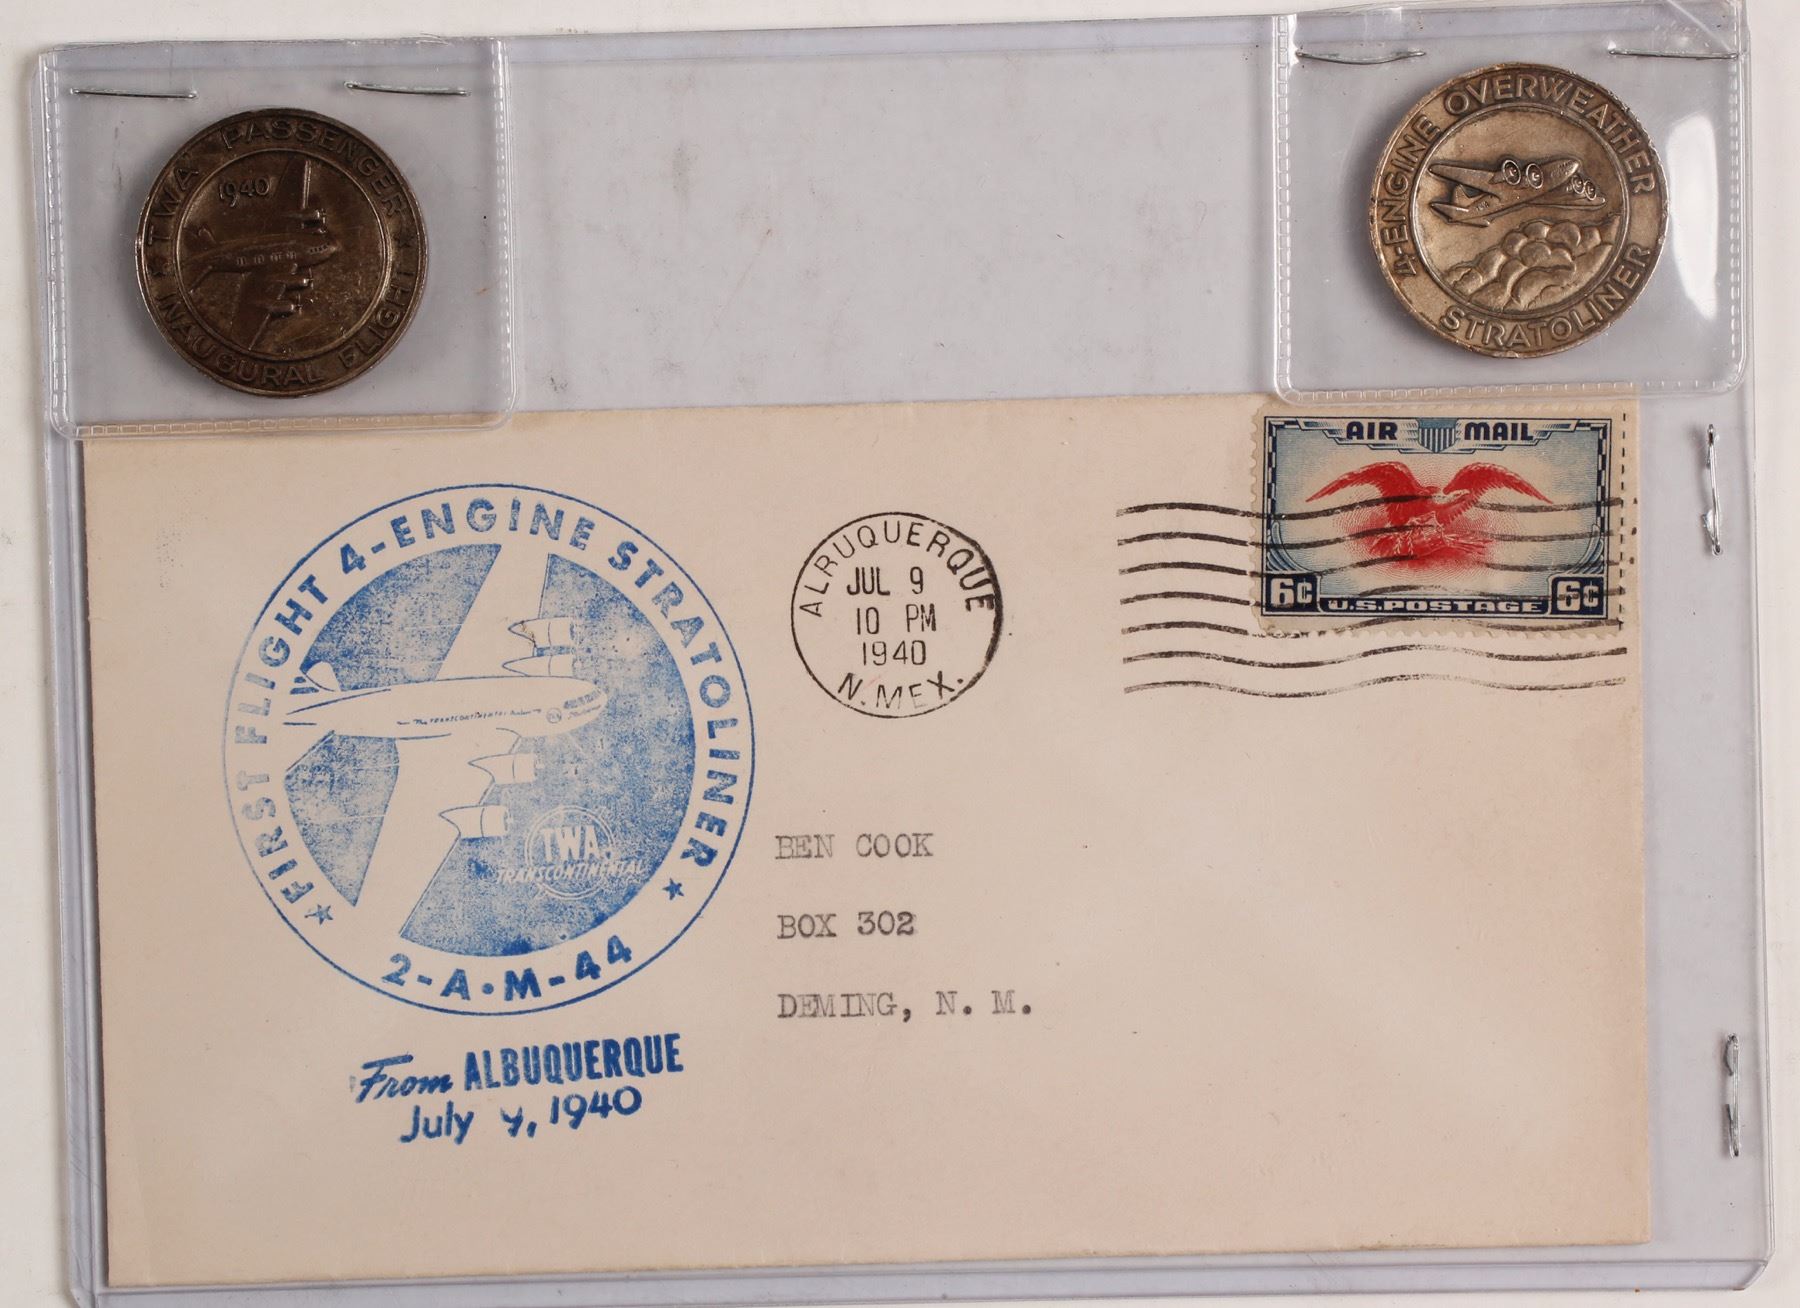 TWA PASSENGER
1940
INAUGURAL FLIGHT
4-ENGINE OVERWEATHER
STRATOLINER
AIR MAIL
6¢ U.S. POSTAGE 6¢
FIRST FLIGHT 4-ENGINE STRATOLINER
TWA
TRANSCONTINENTAL
2-A·M-44
From ALBUQUERQUE
July 9, 1940
ALBUQUERQUE
JUL 9
10 PM
1940
N. MEX.
BEN COOK
BOX 302
DEMING, N. M.